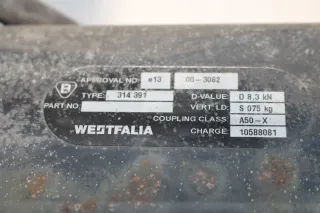 B APPROVAL NO e13 00-3082
TYPE: 314 391 D-VALUE: D 8,3 kN
PART NO: VERT. LD: S 075 kg
COUPLING CLASS: A50-X
WESTFALIA CHARGE: 10588081